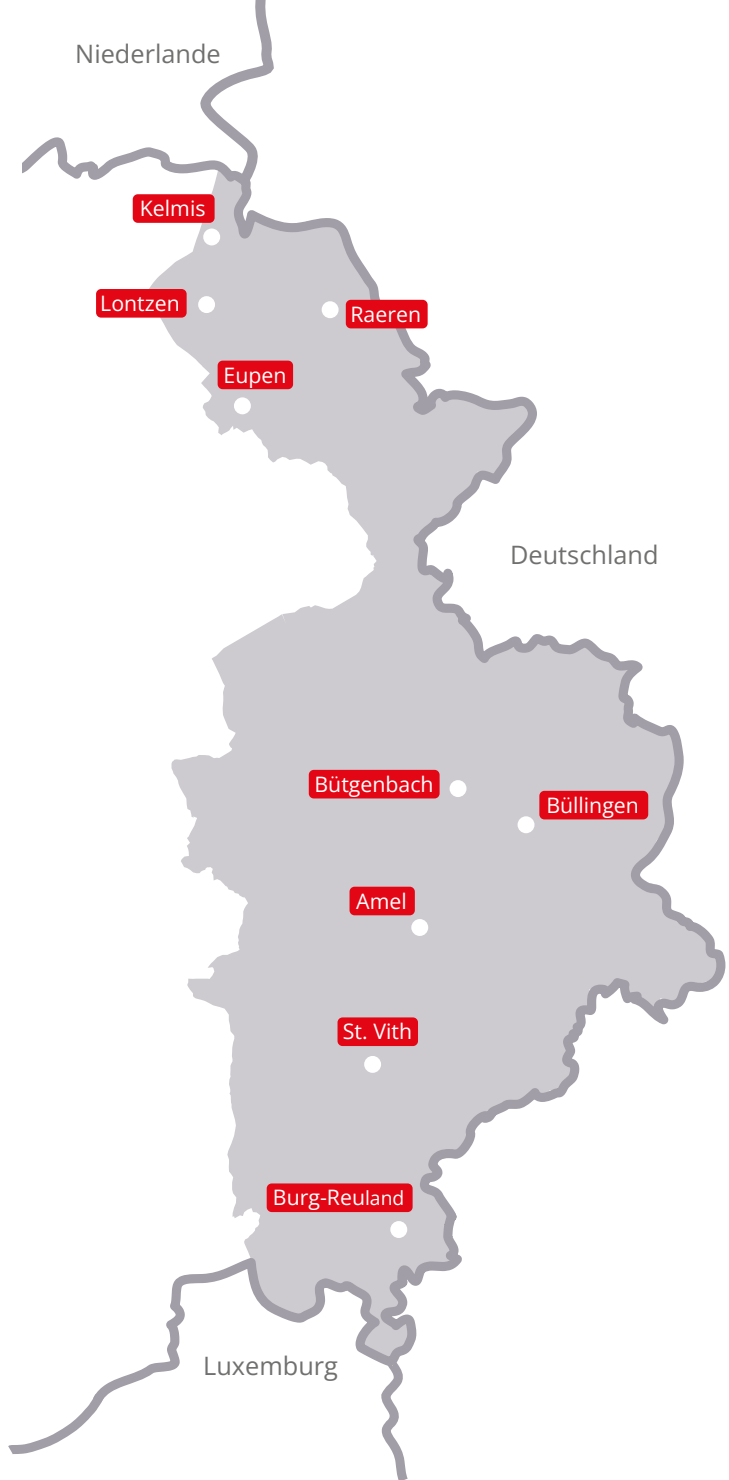 Niederlande
Kelmis
Lontzen
Raeren
Eupen
Deutschland
Bütgenbach
Büllingen
Amel
St. Vith
Burg-Reuland
Luxemburg